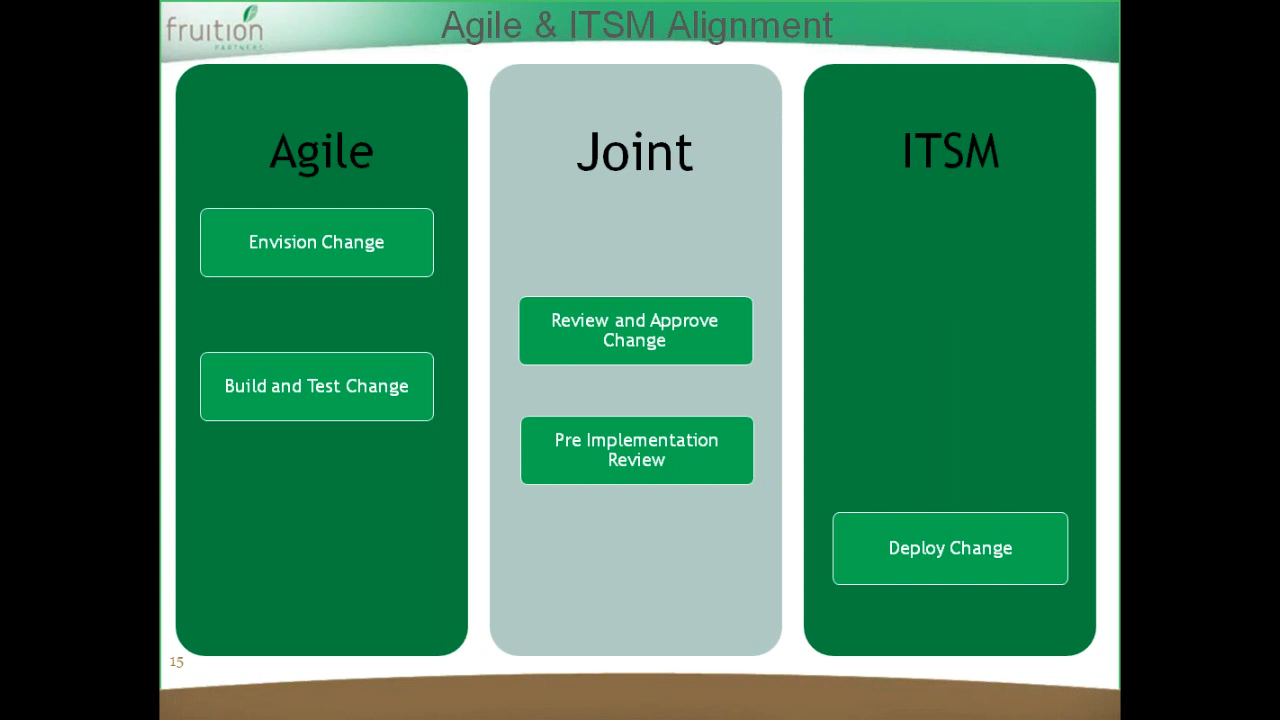 fruition
PARTNERS
Agile & ITSM Alignment
Agile
Envision Change
Build and Test Change
Joint
Review and Approve
Change
Pre Implementation
Review
ITSM
Deploy Change
15